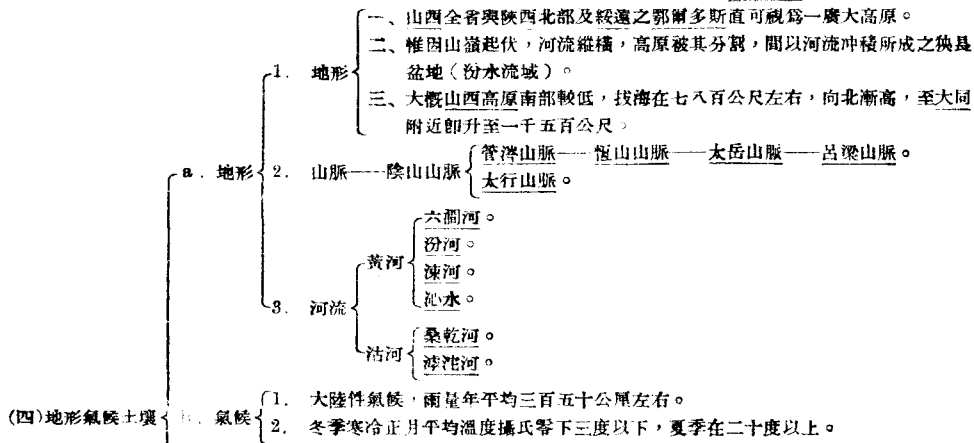 一、山西全省與陝西北部及綏遠之鄂爾多斯直可視為一廣大高原。
二、惟因山嶺起伏，河流縱橫，高原被其分割，間以河流冲積所成之狹長
盆地（汾水流域）。
1. 地形
三、大概山西高原南部較低，拔海在七八百公尺左右，向北漸高，至大同
附近卽升至一千五百公尺。
管涔山脈——恆山山脈——太岳山脈——呂梁山脈。
a. 地形
2. 山脈——陰山山脈
太行山脈。
六澗河。
汾河。
黃河
涑河。
沁水。
3. 河流
桑乾河。
沽河
滹沱河。
1. 大陸性氣候，雨量年平均三百五十公厘左右。
(四)地形氣候土壤
氣候
2. 冬季寒冷正月平均溫度攝氏零下三度以下，夏季在二十度以上。